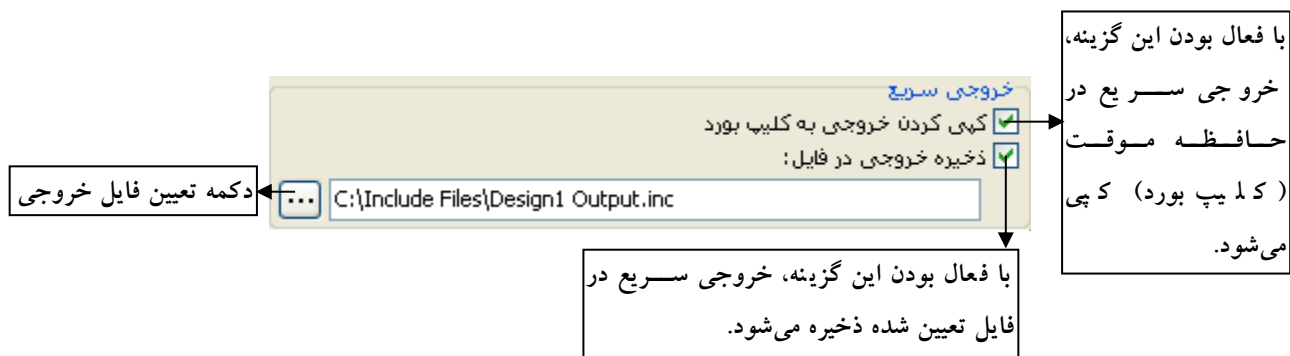 با فعال بودن این گزینه،
خروجی سریع در
حافظه موقت
(کلیپ بورد) کپی
می‌شود.
خروجی سریع
کپی کردن خروجی به کلیپ بورد
ذخیره خروجی در فایل:
C:\Include Files\Design1 Output.inc
...
دکمه تعیین فایل خروجی
با فعال بودن این گزینه، خروجی سریع در
فایل تعیین شده ذخیره می‌شود.